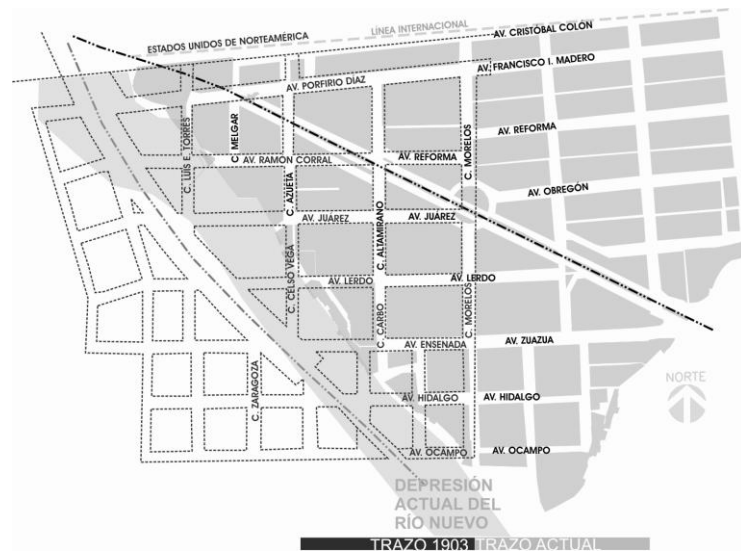 LÍNEA INTERNACIONAL
ESTADOS UNIDOS DE NORTEAMÉRICA
AV. CRISTÓBAL COLÓN
AV. FRANCISCO I. MADERO
AV. PORFIRIO DÍAZ
C. LUIS E. TORRES
C. MELGAR
C. MORELOS
AV. REFORMA
AV. RAMON CORRAL
AV. REFORMA
C. AZUETA
AV. OBREGÓN
C. ALTAMIRANO
AV. JUÁREZ
AV. JUÁREZ
C. CELSO VEGA
AV. LERDO
AV. LERDO
C. CARBO
C. MORELOS
AV. ENSENADA
AV. ZUAZUA
C. ZARAGOZA
NORTE
AV. HIDALGO
AV. HIDALGO
AV. OCAMPO
AV. OCAMPO
DEPRESIÓN
ACTUAL DEL
RÍO NUEVO
TRAZO 1903 TRAZO ACTUAL